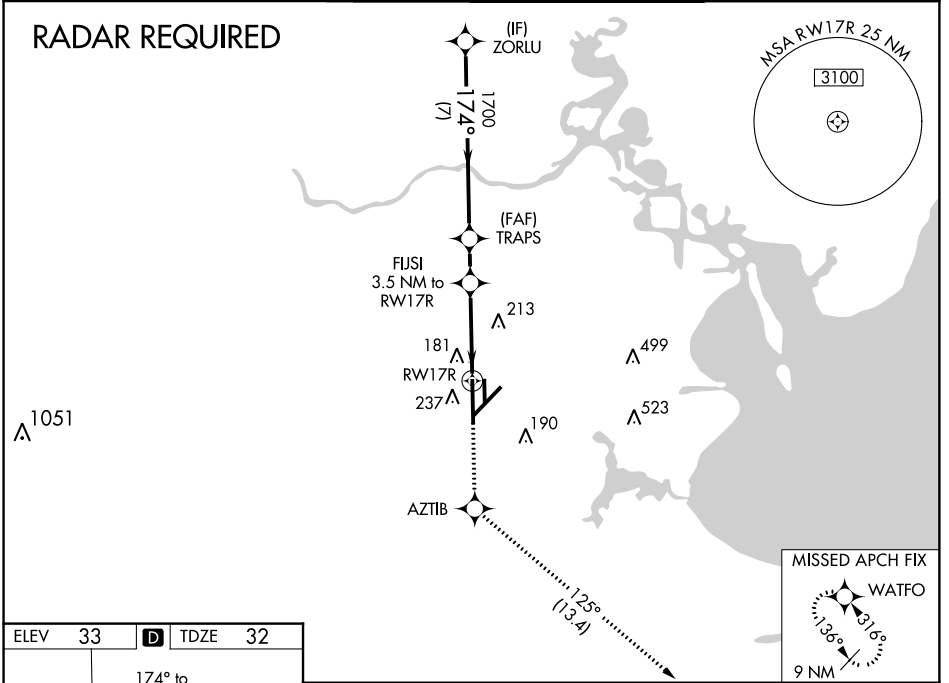 RADAR REQUIRED
(IF)
ZORLU
MSA RW17R 25 NM
3100
1700
174°
(7)
(FAF)
TRAPS
FIJSI
3.5 NM to
RW17R
213
181
499
RW17R
237
523
1051
190
AZTIB
125°
(13.4)
MISSED APCH FIX
WATFO
316°
136°
9 NM
ELEV 33 D TDZE 32
174° to